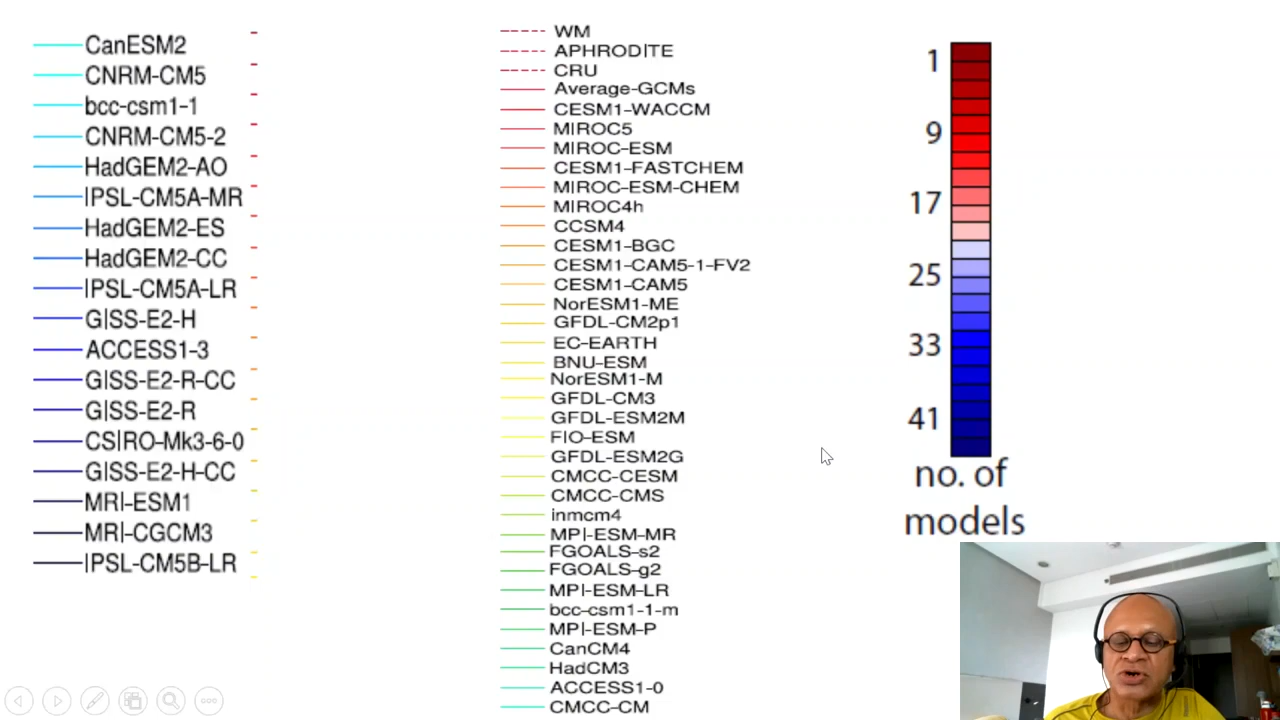 CanESM2
CNRM-CM5
bcc-csm1-1
CNRM-CM5-2
HadGEM2-AO
IPSL-CM5A-MR
HadGEM2-ES
HadGEM2-CC
IPSL-CM5A-LR
GISS-E2-H
ACCESS1-3
GISS-E2-R-CC
GISS-E2-R
CSIRO-Mk3-6-0
GISS-E2-H-CC
MRI-ESM1
MRI-CGCM3
IPSL-CM5B-LR
WM
APHRODITE
CRU
Average-GCMs
CESM1-WACCM
MIROC5
MIROC-ESM
CESM1-FASTCHEM
MIROC-ESM-CHEM
MIROC4h
CCSM4
CESM1-BGC
CESM1-CAM5-1-FV2
CESM1-CAM5
NorESM1-ME
GFDL-CM2p1
EC-EARTH
BNU-ESM
NorESM1-M
GFDL-CM3
GFDL-ESM2M
FIO-ESM
GFDL-ESM2G
CMCC-CESM
CMCC-CMS
inmcm4
MPI-ESM-MR
FGOALS-s2
FGOALS-g2
MPI-ESM-LR
bcc-csm1-1-m
MPI-ESM-P
CanCM4
HadCM3
ACCESS1-0
CMCC-CM
1
9
17
25
33
41
no. of
models